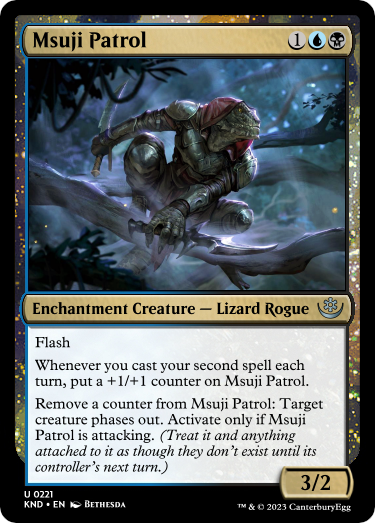 Msuji Patrol 1
Enchantment Creature — Lizard Rogue
Flash
Whenever you cast your second spell each
turn, put a +1/+1 counter on Msuji Patrol.
Remove a counter from Msuji Patrol: Target
creature phases out. Activate only if Msuji
Patrol is attacking. (Treat it and anything
attached to it as though they don't exist until its
controller's next turn.)
3/2
U 0221
KND • EN Bethesda
™ & © 2023 CanterburyEgg